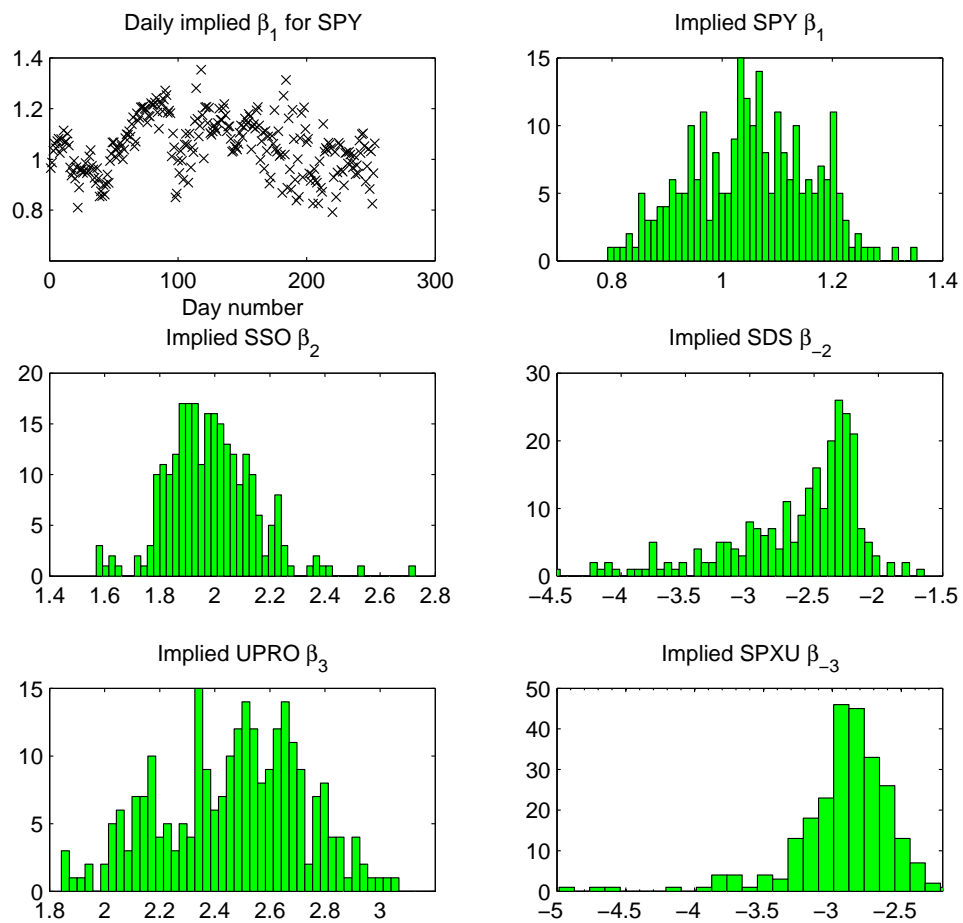 Daily implied β1 for SPY
1.4
1.2
1
0.8
0 100 200 300
Day number
Implied SPY β1
15
10
5
0
0.8 1 1.2 1.4
Implied SSO β2
20
15
10
5
0
1.4 1.6 1.8 2 2.2 2.4 2.6 2.8
Implied SDS β−2
30
20
10
0
−4.5 −4 −3.5 −3 −2.5 −2 −1.5
Implied UPRO β3
15
10
5
0
1.8 2 2.2 2.4 2.6 2.8 3
Implied SPXU β−3
50
40
30
20
10
0
−5 −4.5 −4 −3.5 −3 −2.5